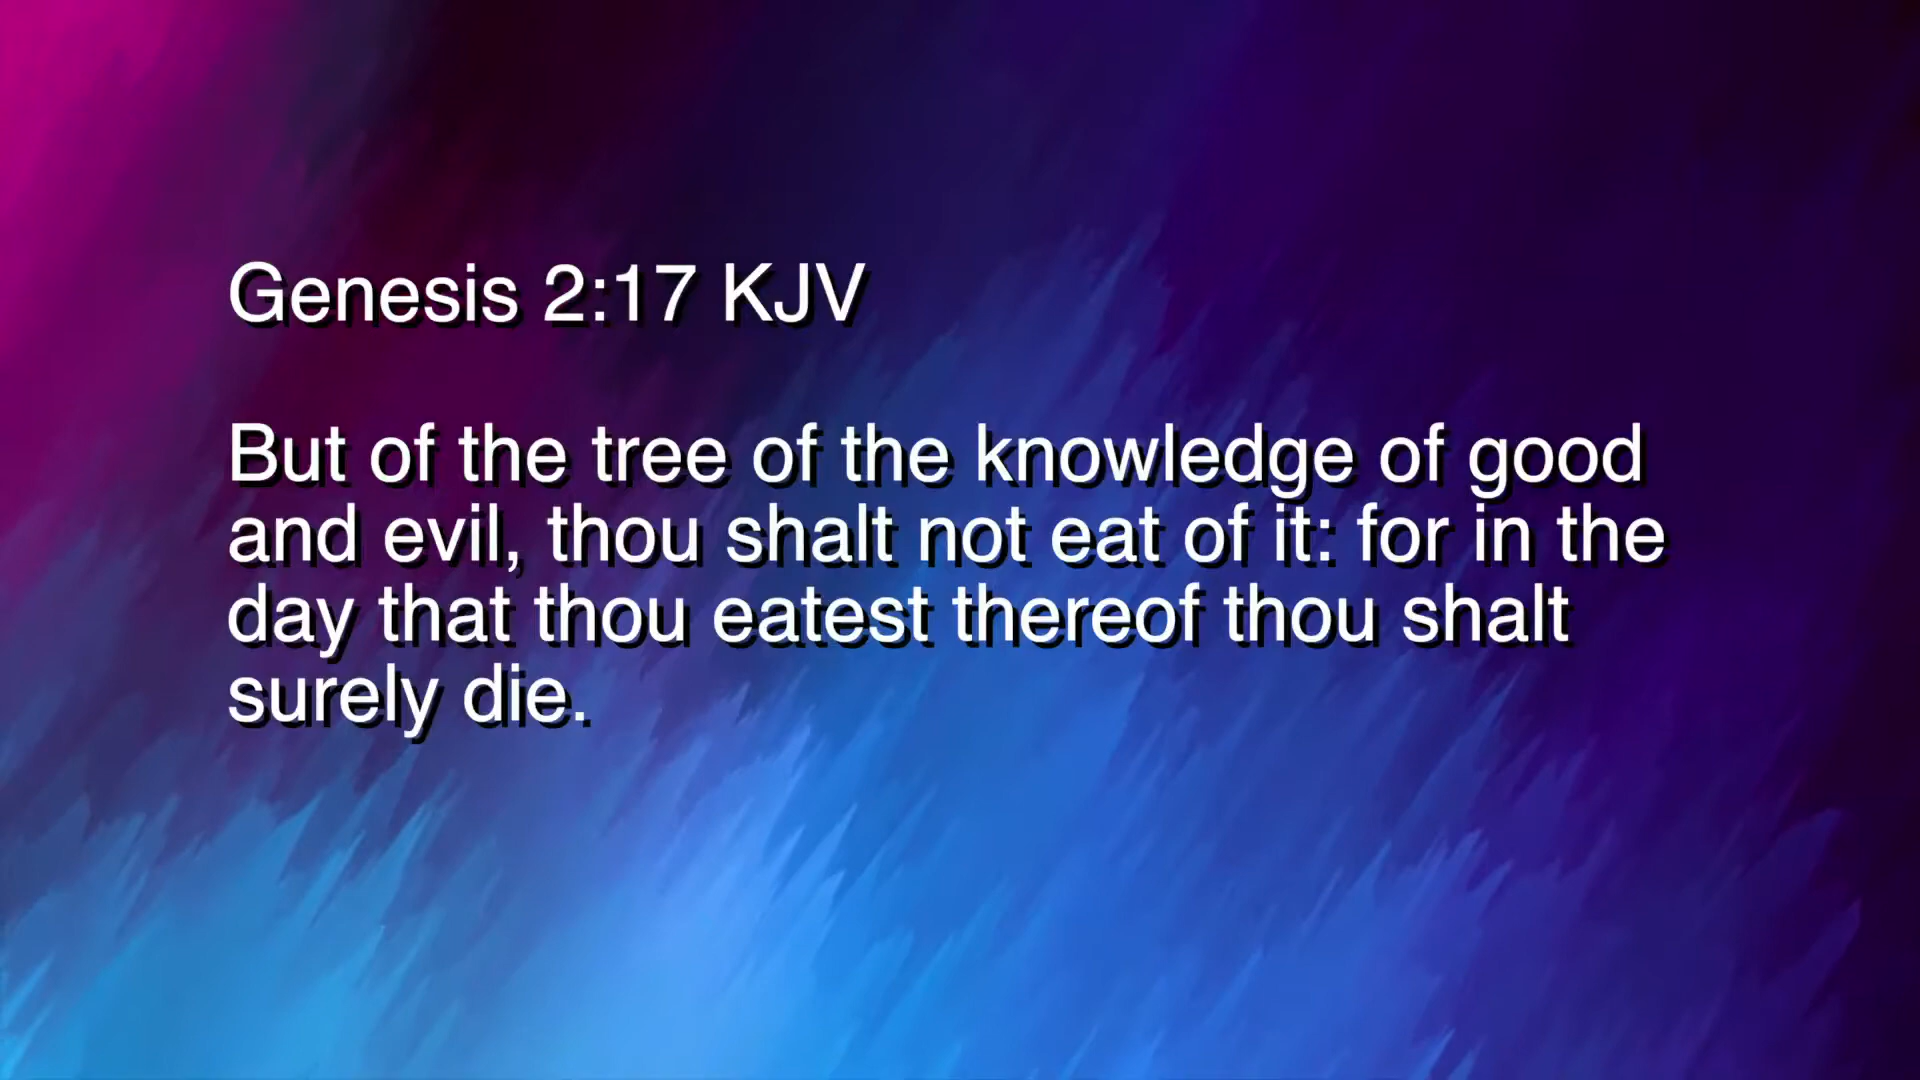 Genesis 2:17 KJV
But of the tree of the knowledge of good
and evil, thou shalt not eat of it: for in the
day that thou eatest thereof thou shalt
surely die.